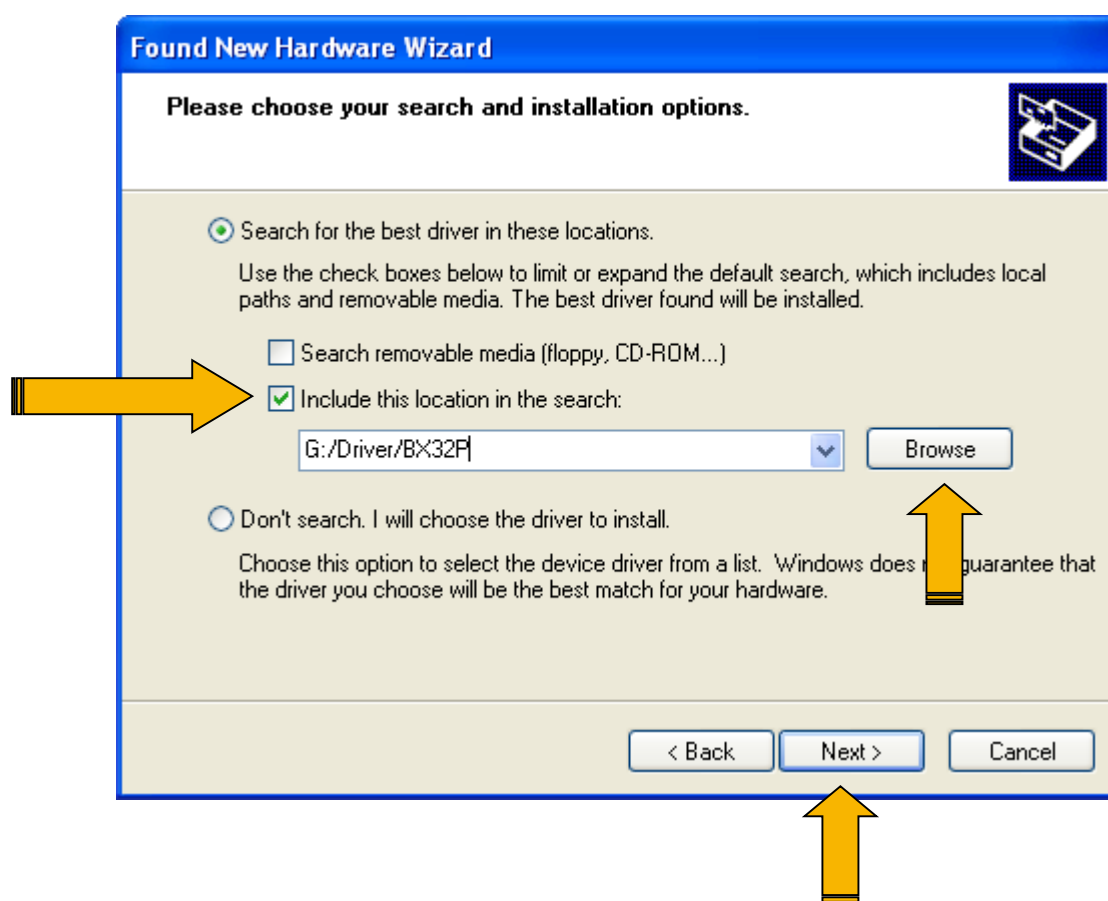 Found New Hardware Wizard
Please choose your search and installation options.
Search for the best driver in these locations.
Use the check boxes below to limit or expand the default search, which includes local
paths and removable media. The best driver found will be installed.
Search removable media (floppy, CD-ROM...)
Include this location in the search:
G:/Driver/BX32P
Browse
Don't search. I will choose the driver to install.
Choose this option to select the device driver from a list. Windows does guarantee that
the driver you choose will be the best match for your hardware.
< Back
Next >
Cancel